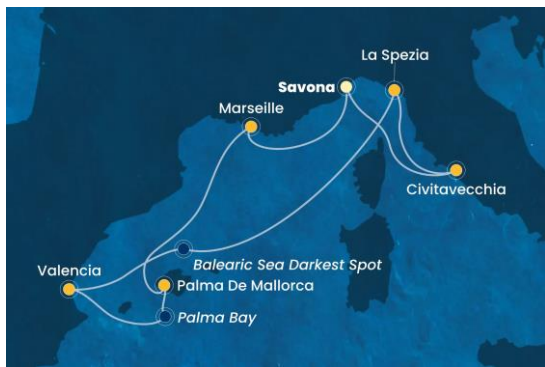 La Spezia
Savona
Marseille
Civitavecchia
Balearic Sea Darkest Spot
Valencia
Palma De Mallorca
Palma Bay